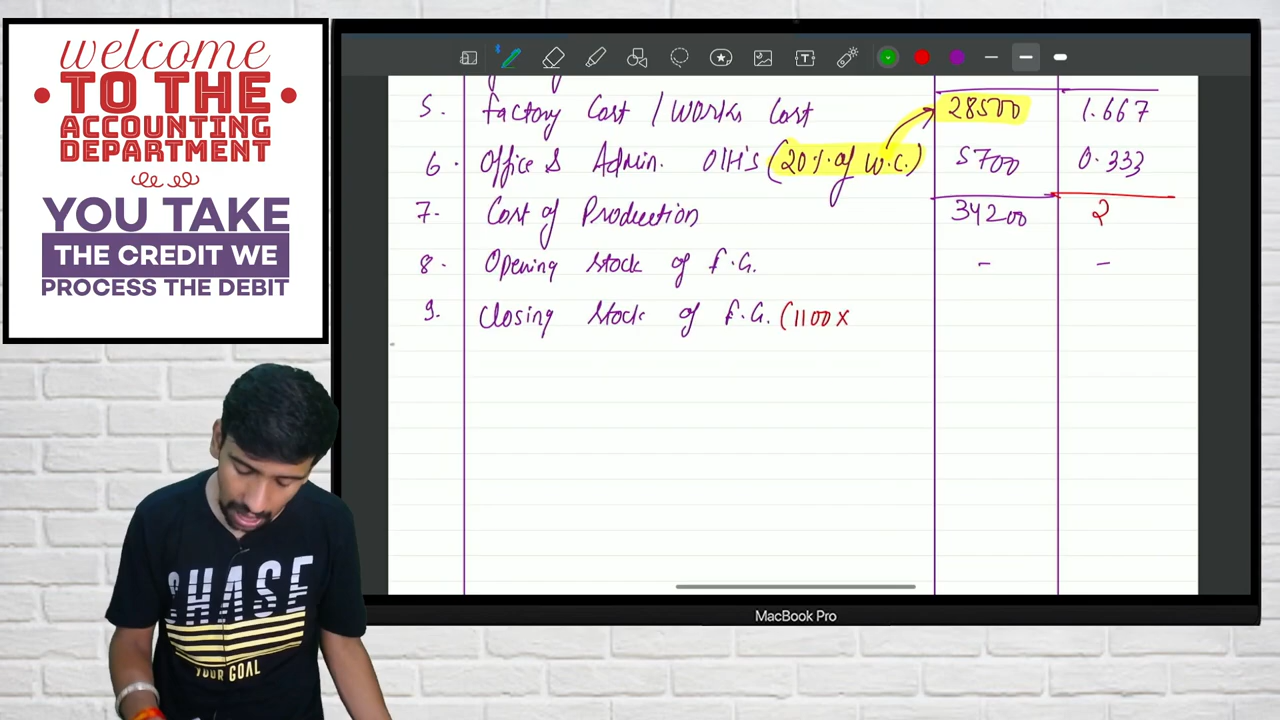 welcome
TO THE
ACCOUNTING
DEPARTMENT
YOU TAKE
THE CREDIT WE
PROCESS THE DEBIT
5. Factory Cost / Works Cost 28500 1.667
6. Office & Admin. OH's (20% of W.C.) 5700 0.333
7. Cost of Production 34200 2
8. Opening Stock of F.G. - -
9. Closing Stock of F.G. (1100 x
MacBook Pro
CHASE
YOUR GOAL